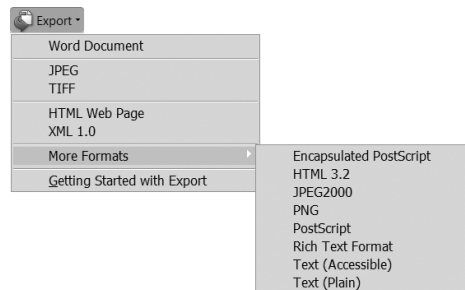 Export
Word Document
JPEG
TIFF
HTML Web Page
XML 1.0
More Formats
Getting Started with Export
Encapsulated PostScript
HTML 3.2
JPEG2000
PNG
PostScript
Rich Text Format
Text (Accessible)
Text (Plain)